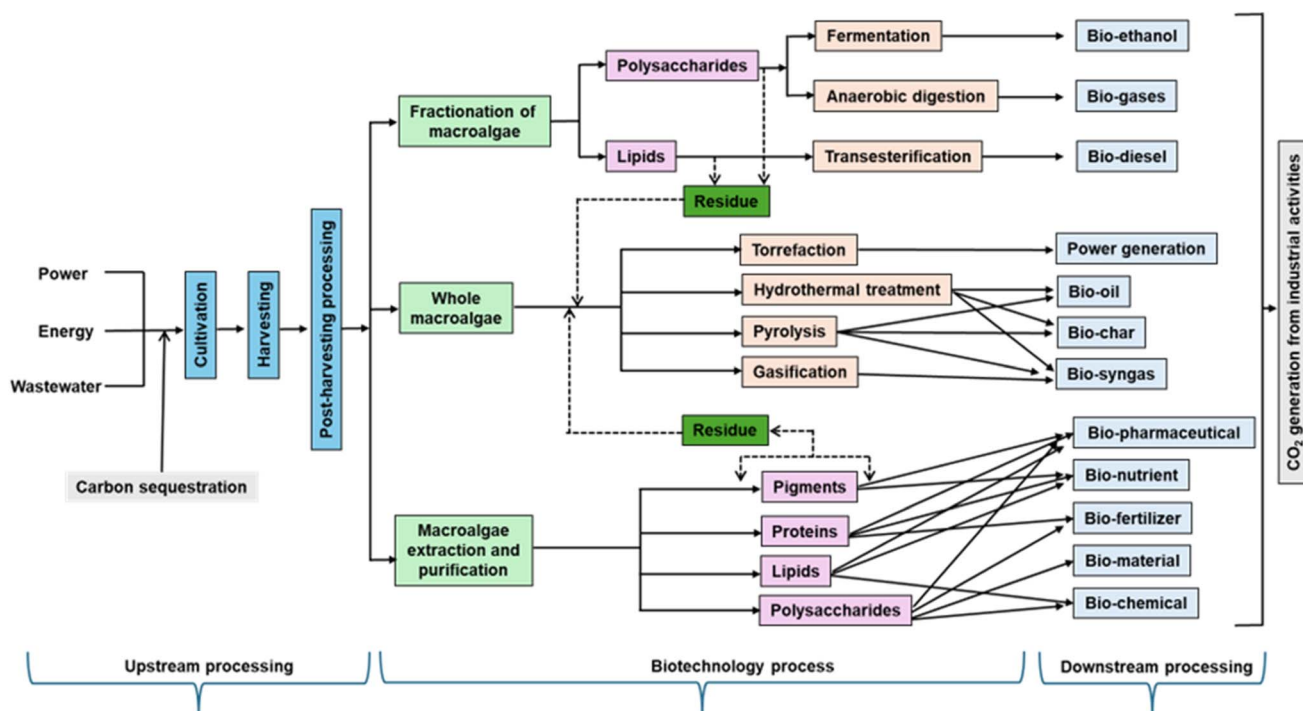 Power
Energy
Wastewater
Carbon sequestration
Cultivation
Harvesting
Post-harvesting processing
Fractionation of
macroalgae
Polysaccharides
Lipids
Fermentation
Anaerobic digestion
Transesterification
Bio-ethanol
Bio-gases
Bio-diesel
Residue
Whole
macroalgae
Torrefaction
Hydrothermal treatment
Pyrolysis
Gasification
Power generation
Bio-oil
Bio-char
Bio-syngas
Residue
Macroalgae
extraction and
purification
Pigments
Proteins
Lipids
Polysaccharides
Bio-pharmaceutical
Bio-nutrient
Bio-fertilizer
Bio-material
Bio-chemical
CO₂ generation from industrial activities
Upstream processing
Biotechnology process
Downstream processing